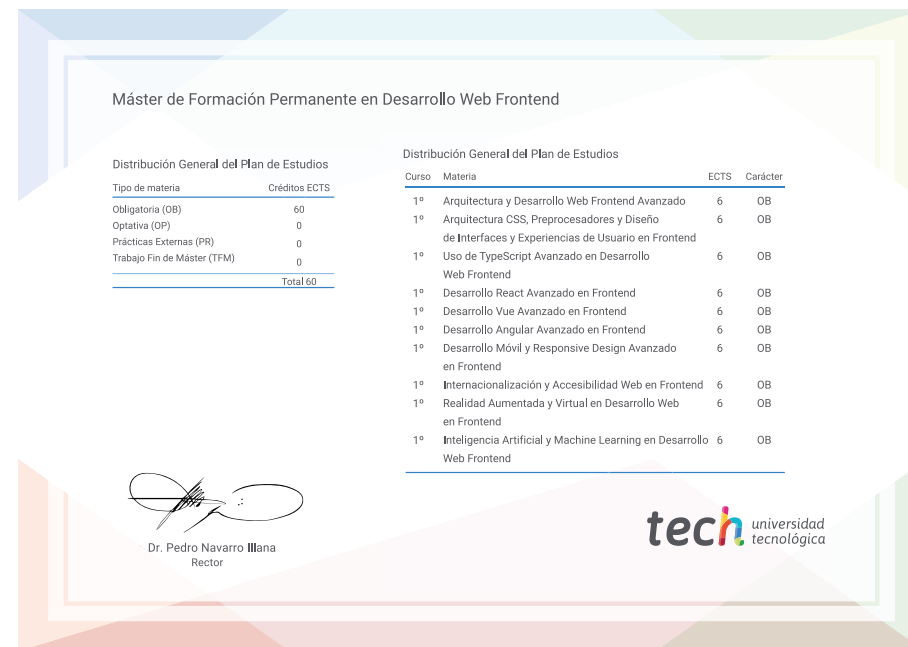 Máster de Formación Permanente en Desarrollo Web Frontend
Distribución General del Plan de Estudios
Tipo de materia Créditos ECTS
Obligatoria (OB) 60
Optativa (OP) 0
Prácticas Externas (PR) 0
Trabajo Fin de Máster (TFM) 0
Total 60
Distribución General del Plan de Estudios
Curso Materia ECTS Carácter
1º Arquitectura y Desarrollo Web Frontend Avanzado 6 OB
1º Arquitectura CSS, Preprocesadores y Diseño 6 OB
de Interfaces y Experiencias de Usuario en Frontend
1º Uso de TypeScript Avanzado en Desarrollo 6 OB
Web Frontend
1º Desarrollo React Avanzado en Frontend 6 OB
1º Desarrollo Vue Avanzado en Frontend 6 OB
1º Desarrollo Angular Avanzado en Frontend 6 OB
1º Desarrollo Móvil y Responsive Design Avanzado 6 OB
en Frontend
1º Internacionalización y Accesibilidad Web en Frontend 6 OB
1º Realidad Aumentada y Virtual en Desarrollo Web 6 OB
en Frontend
1º Inteligencia Artificial y Machine Learning en Desarrollo 6 OB
Web Frontend
Dr. Pedro Navarro Illana
Rector
tech universidad
tecnológica